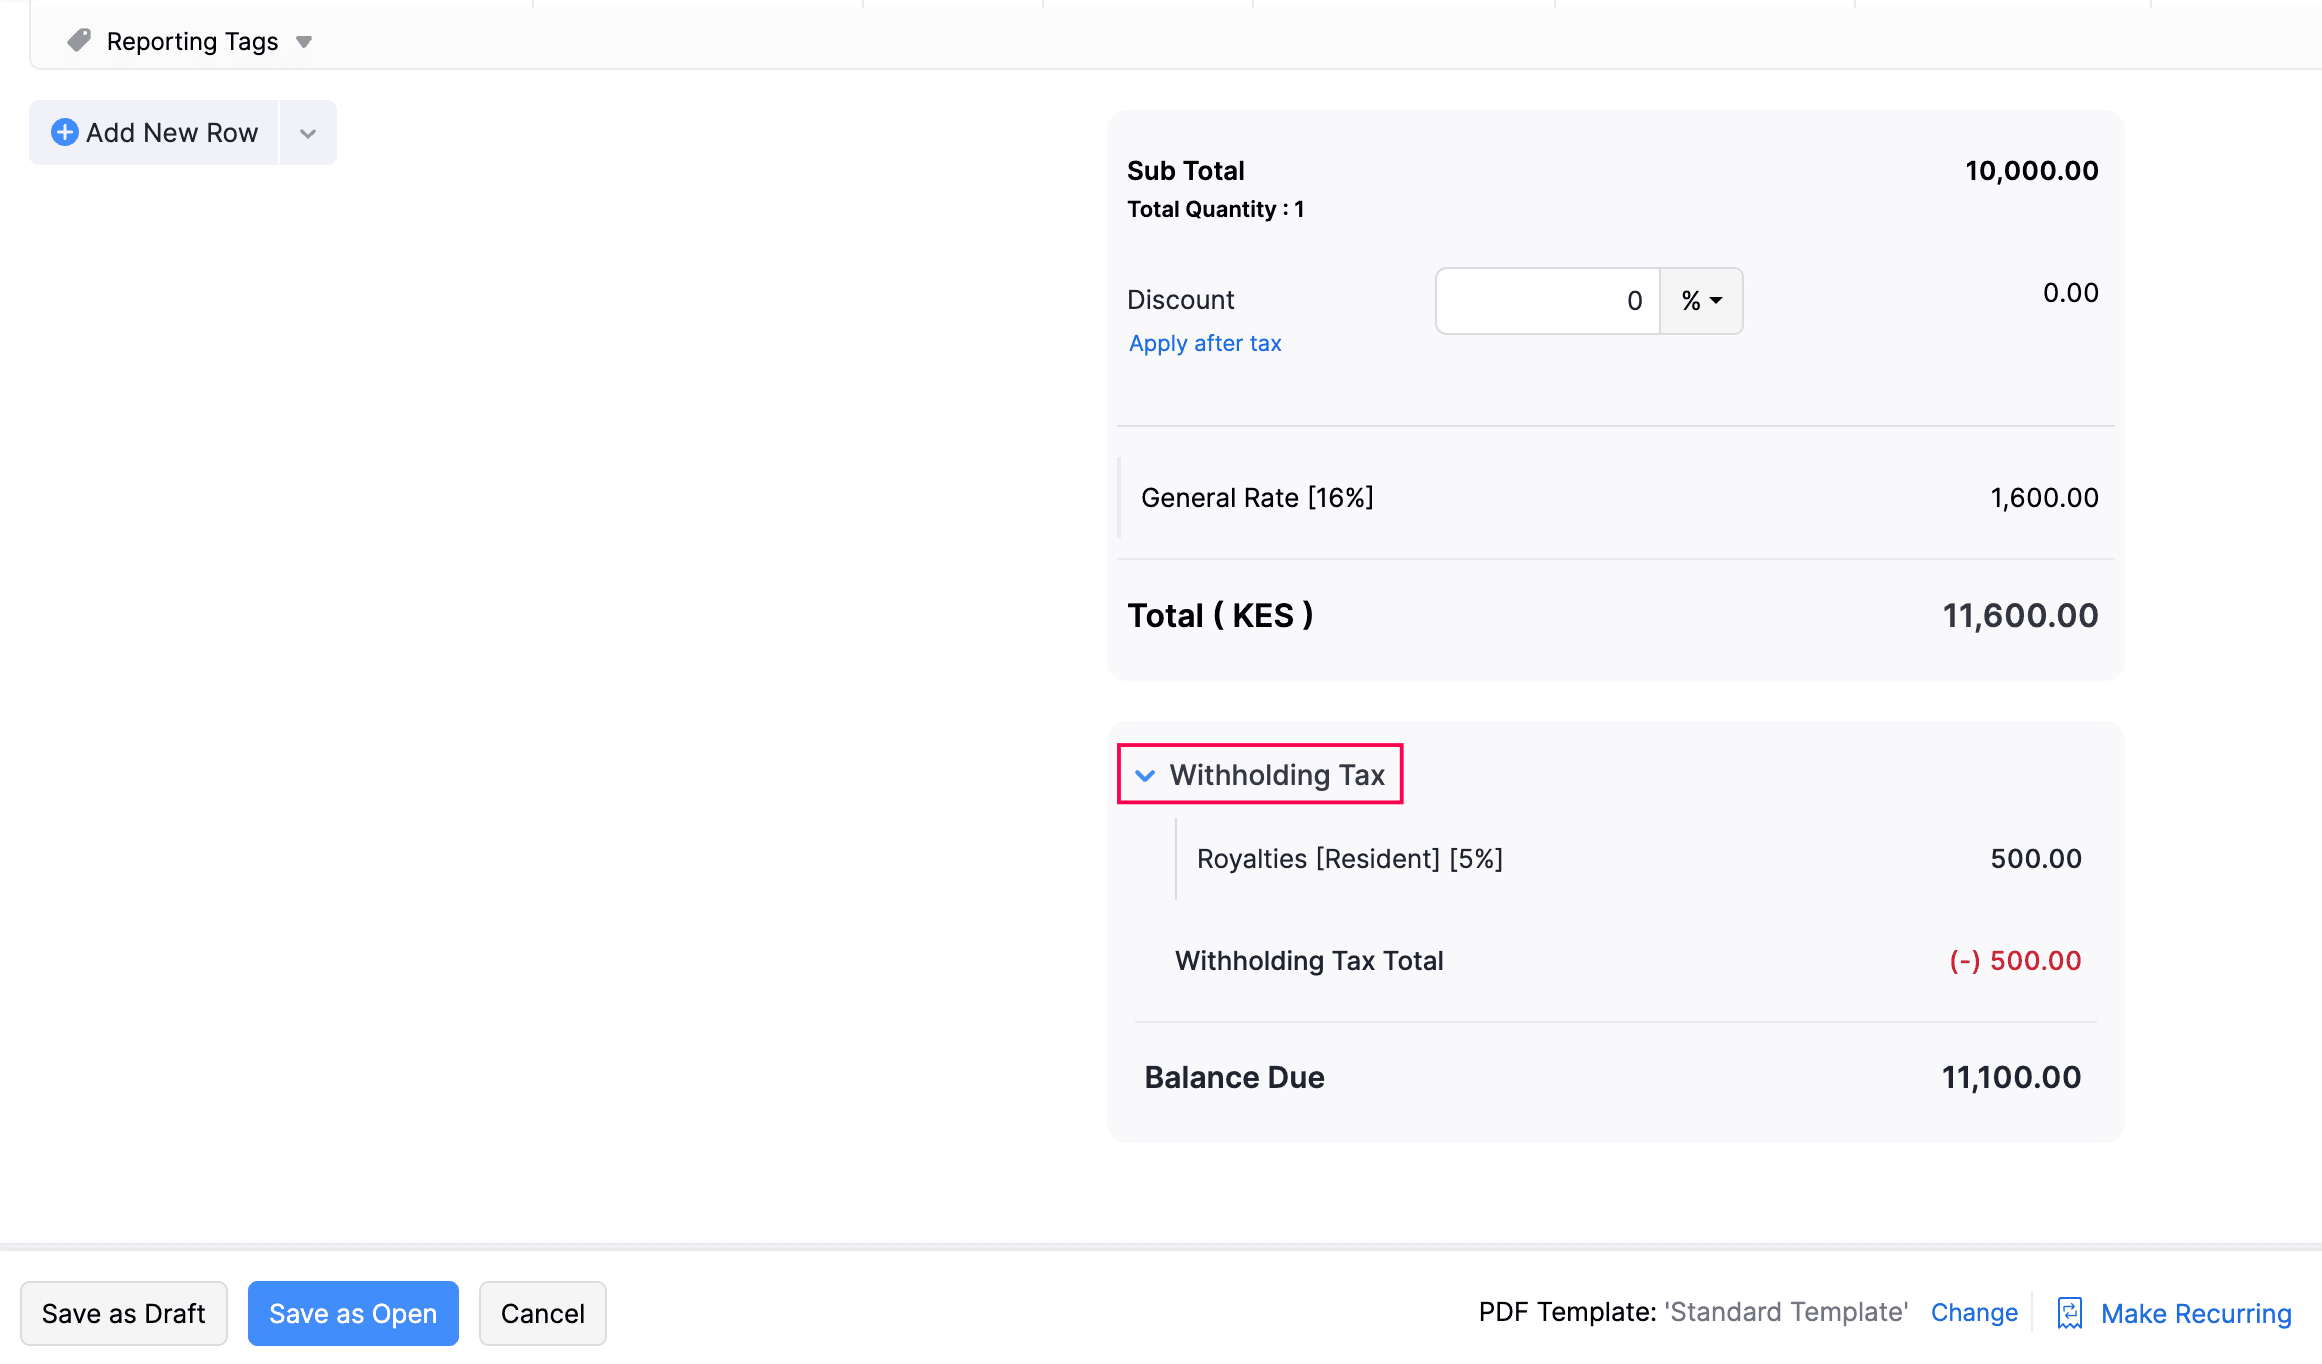 Reporting Tags
Add New Row
Sub Total 10,000.00
Total Quantity : 1
Discount 0 % 0.00
Apply after tax
General Rate [16%] 1,600.00
Total ( KES ) 11,600.00
Withholding Tax
Royalties [Resident] [5%] 500.00
Withholding Tax Total (-) 500.00
Balance Due 11,100.00
Save as Draft Save as Open Cancel PDF Template: 'Standard Template' Change Make Recurring